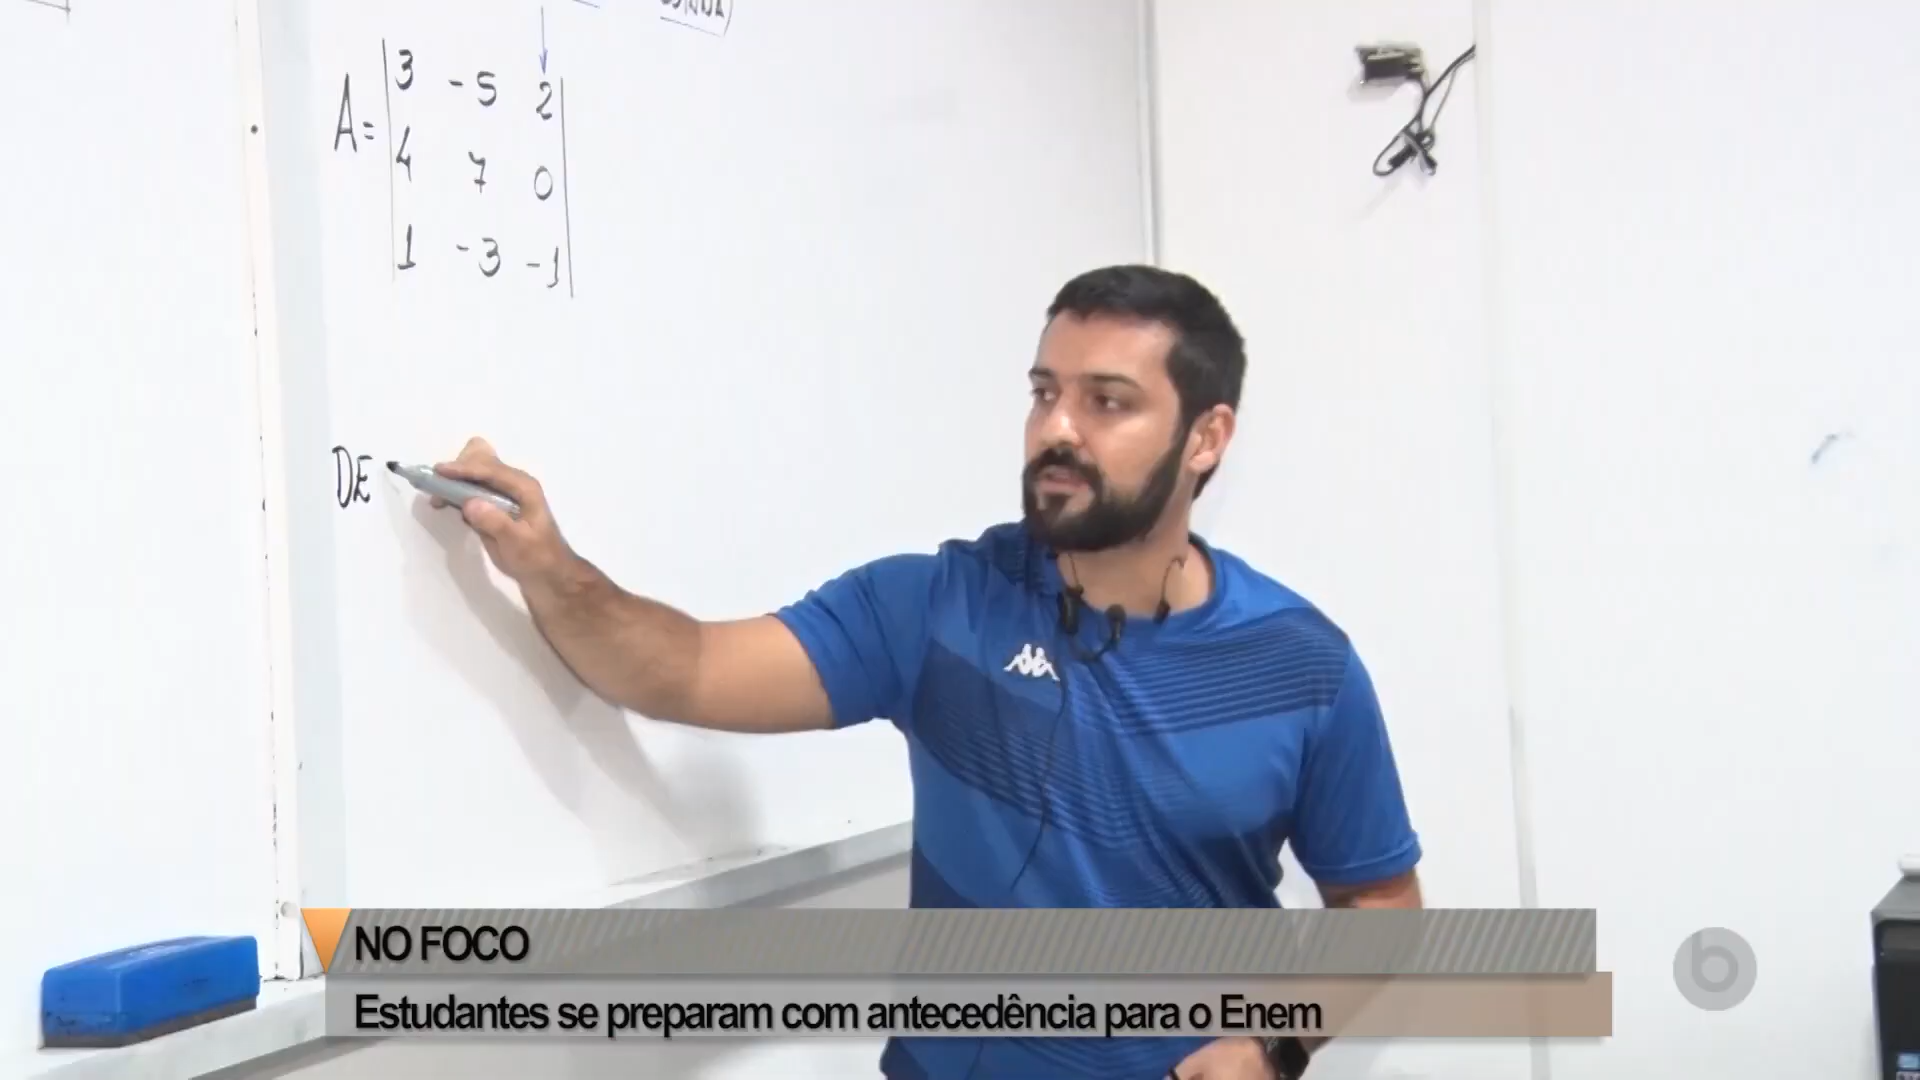 A= | 3 -5 2 |
| 4 7 0 |
| 1 -3 -1 |
DE
NO FOCO
Estudantes se preparam com antecedência para o Enem
b